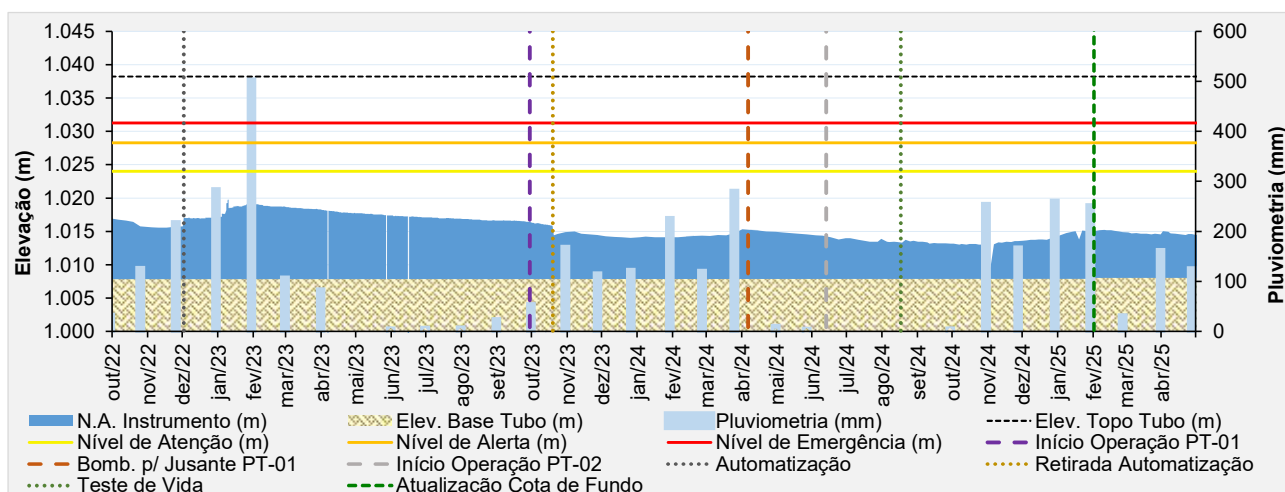 1.045
1.040
1.035
1.030
1.025
1.020
1.015
1.010
1.005
1.000
Elevação (m)
600
500
400
300
200
100
0
Pluviometria (mm)
out/22
nov/22
dez/22
jan/23
fev/23
mar/23
abr/23
mai/23
jun/23
jul/23
ago/23
set/23
out/23
nov/23
dez/23
jan/24
fev/24
mar/24
abr/24
mai/24
jun/24
jul/24
ago/24
set/24
out/24
nov/24
dez/24
jan/25
fev/25
mar/25
abr/25
N.A. Instrumento (m) Elev. Base Tubo (m) Pluviometria (mm) Elev. Topo Tubo (m)
Nível de Atenção (m) Nível de Alerta (m) Nível de Emergência (m) Início Operação PT-01
Bomb. p/ Jusante PT-01 Início Operação PT-02 Automatização Retirada Automatização
Teste de Vida Atualização Cota de Fundo